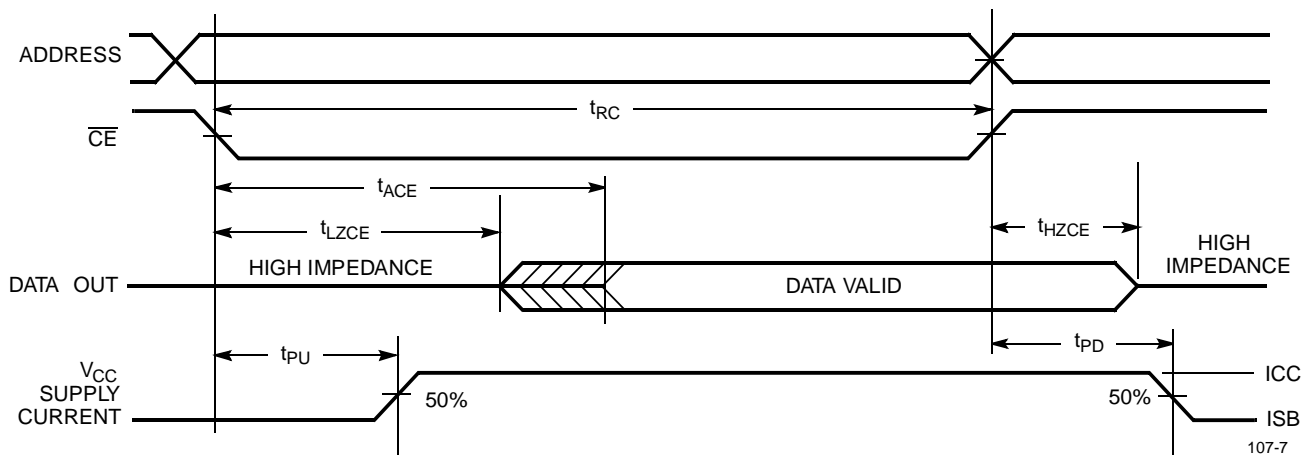 ADDRESS
tRC
CE
tACE
tLZCE
tHZCE
HIGH IMPEDANCE
HIGH
IMPEDANCE
DATA OUT
DATA VALID
tPU
tPD
VCC
SUPPLY
CURRENT
50%
50%
ICC
ISB
107-7